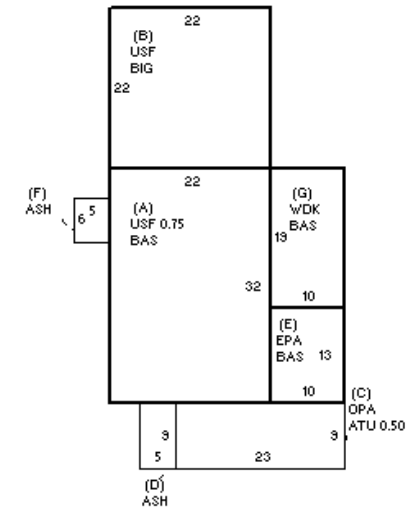 22
(B)
USF
BIG
22
22
(F)
ASH
5
6
(A)
USF 0.75
BAS
(G)
WDK
BAS
19
32
10
(E)
EPA
BAS 13
10
(C)
OPA
ATU 0.50
9
9
5
23
(D)
ASH